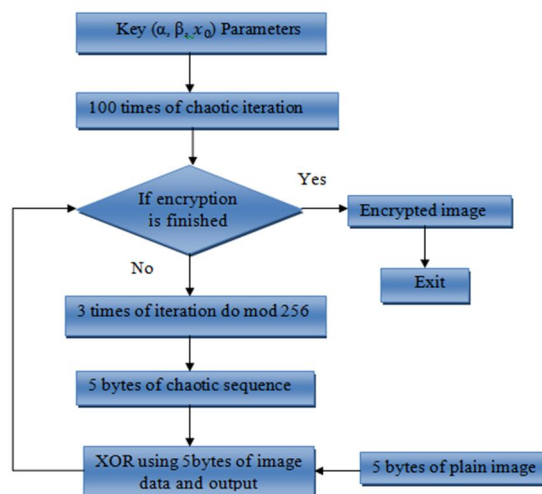 Key (α, β, x₀) Parameters
100 times of chaotic iteration
If encryption
is finished
Yes
Encrypted image
Exit
No
3 times of iteration do mod 256
5 bytes of chaotic sequence
XOR using 5bytes of image
data and output
5 bytes of plain image